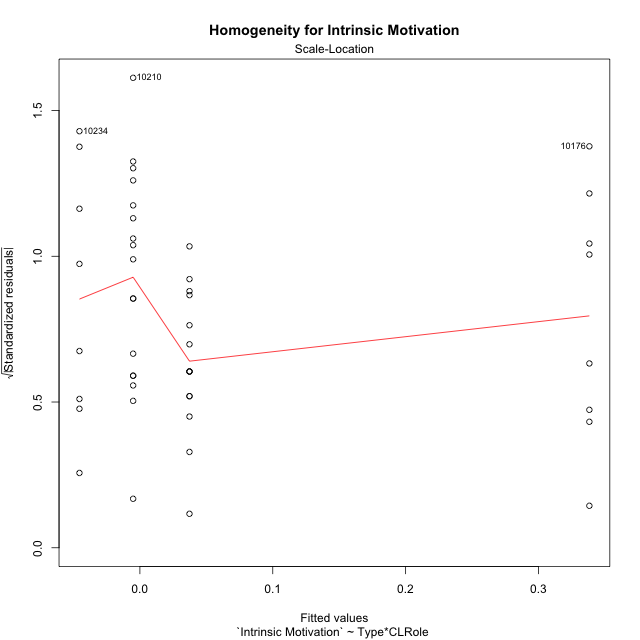 Homogeneity for Intrinsic Motivation
Scale-Location
10210
10234
10176
1.5
1.0
0.5
0.0
√|Standardized residuals|
0.0 0.1 0.2 0.3
Fitted values
`Intrinsic Motivation` ~ Type*CLRole